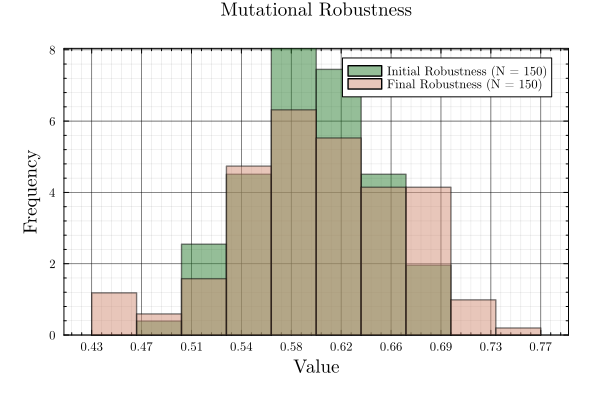 Mutational Robustness
8
6
4
2
0
Frequency
Initial Robustness (N = 150)
Final Robustness (N = 150)
0.43 0.47 0.51 0.54 0.58 0.62 0.66 0.69 0.73 0.77
Value